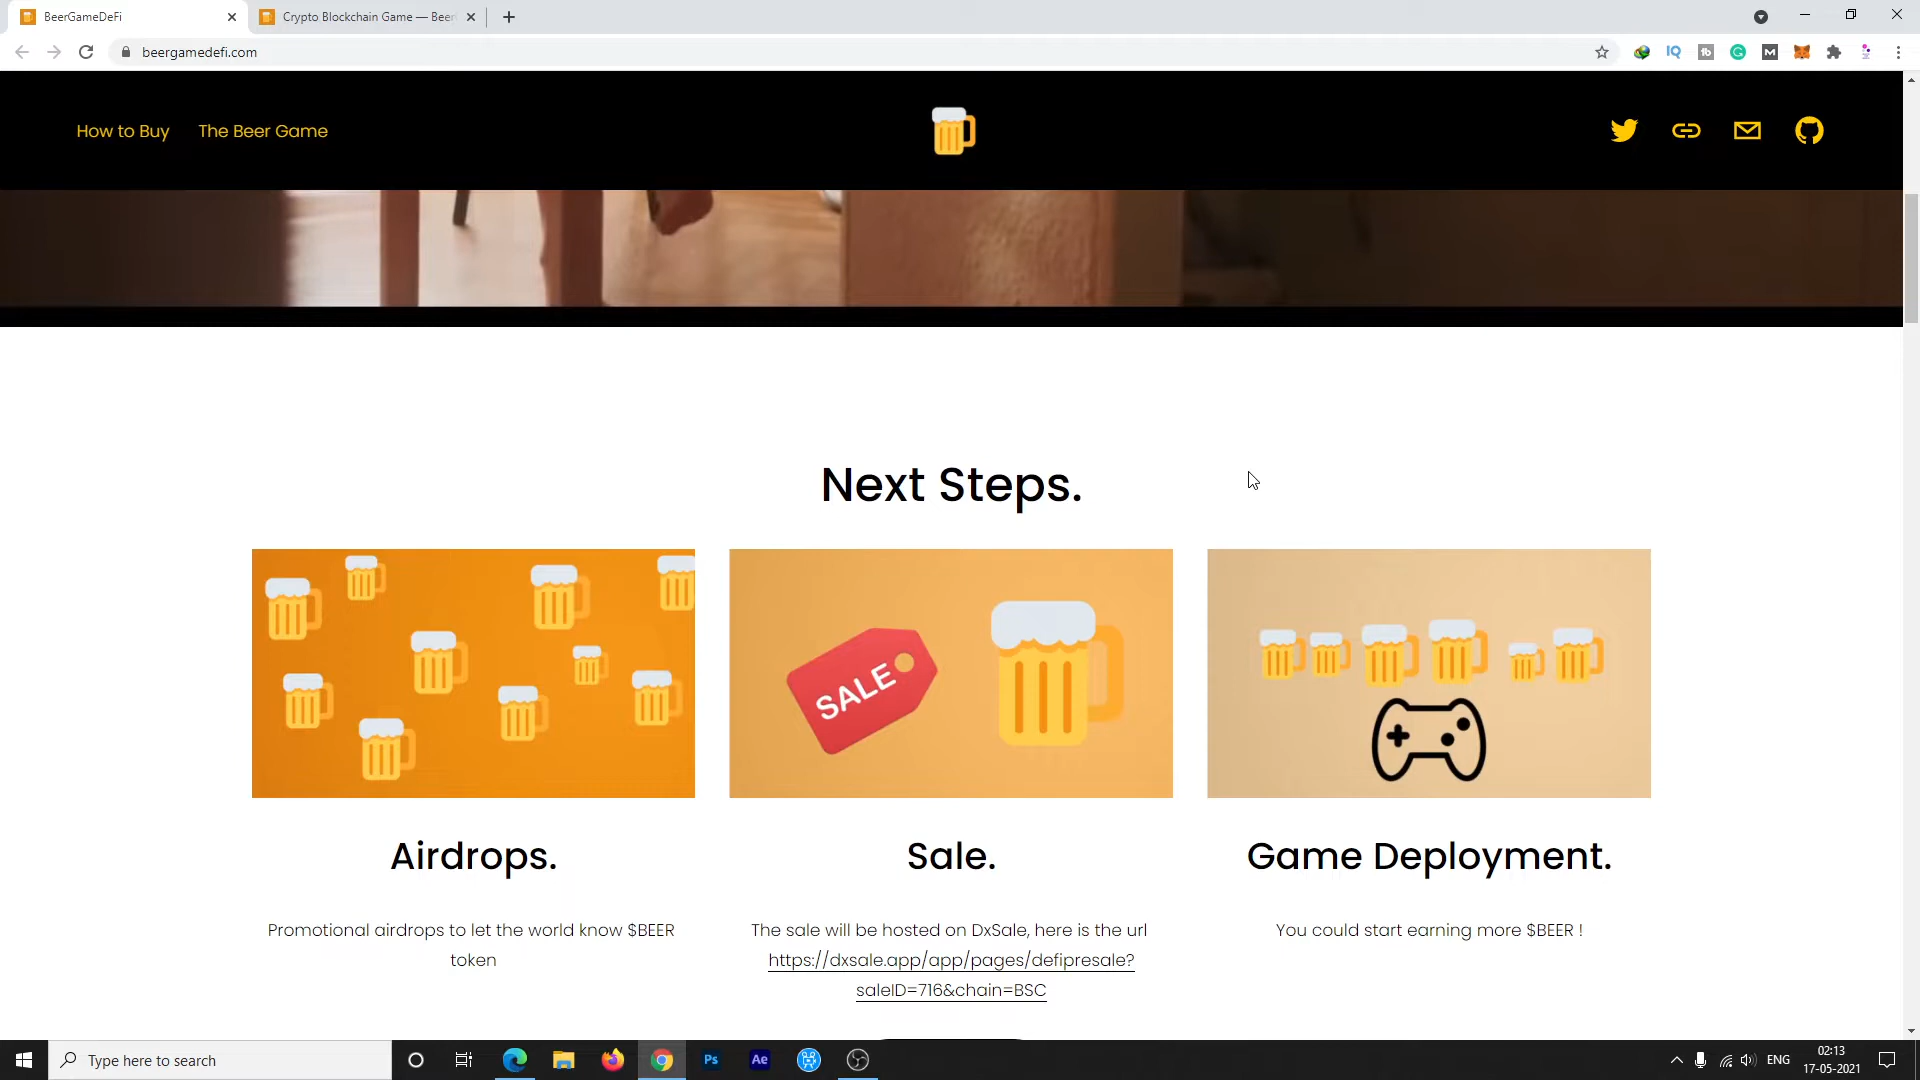 BeerGameDeFi
Crypto Blockchain Game — Beer
beergamedefi.com
IQ
How to Buy
The Beer Game
Next Steps.
SALE
Airdrops.
Sale.
Game Deployment.
Promotional airdrops to let the world know $BEER
token
The sale will be hosted on DxSale, here is the url
https://dxsale.app/app/pages/defipresale?
saleID=716&chain=BSC
You could start earning more $BEER !
Type here to search
Ps
Ae
ENG
02:13
17-05-2021